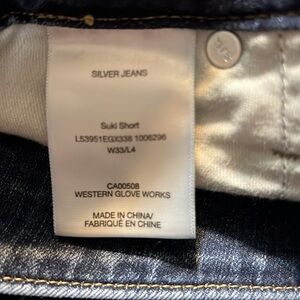 SILVER JEANS
Suki Short
L53951EGX338 1006296
W33/L4
CA00508
WESTERN GLOVE WORKS
MADE IN CHINA/
FABRIQUÉ EN CHINE